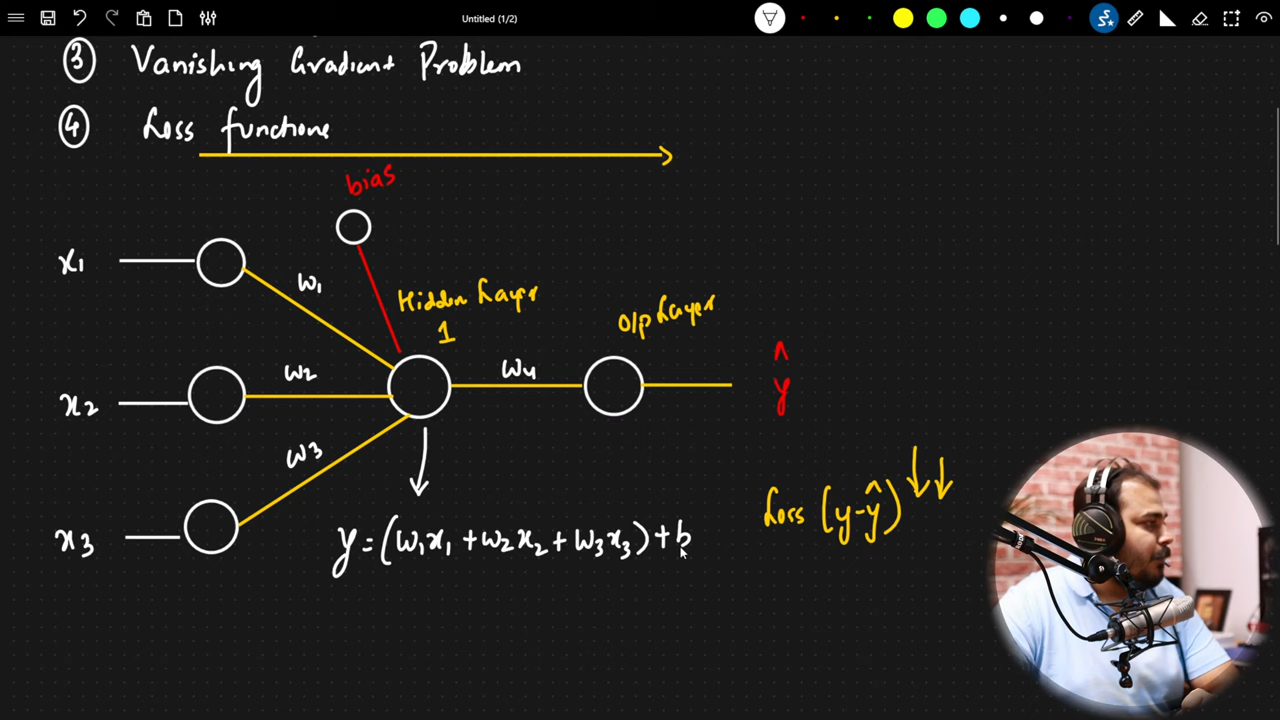 Untitled (1/2)
③ Vanishing Gradient Problem
④ Loss functions
bias
x1
w1
Hidden Layer
1
O/p Layer
x2
w2
w4
ŷ
w3
x3
y = (w1x1 + w2x2 + w3x3) + b
Loss (y-ŷ) ↓↓